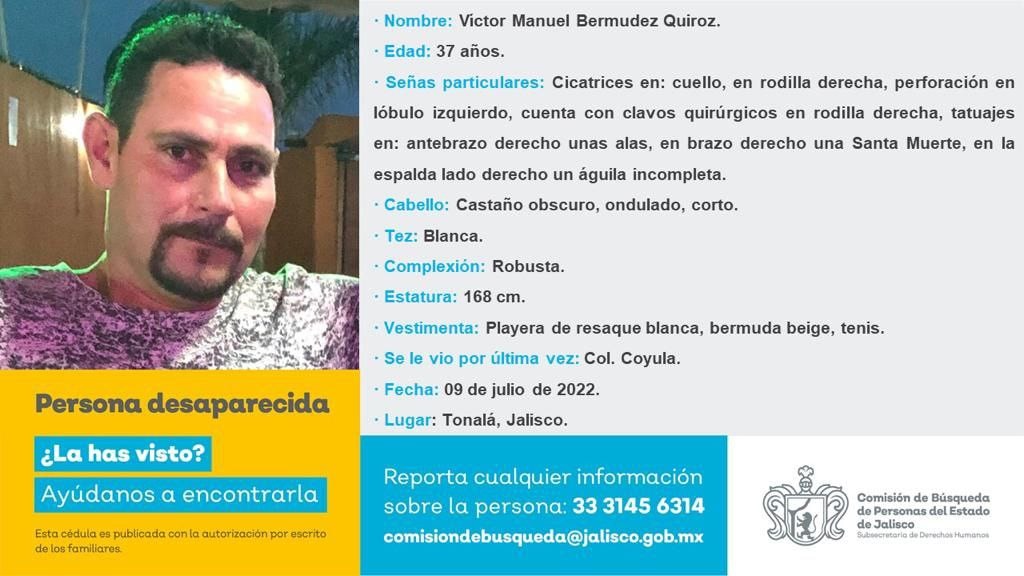 · Nombre: Víctor Manuel Bermudez Quiroz.
· Edad: 37 años.
· Señas particulares: Cicatrices en: cuello, en rodilla derecha, perforación en
lóbulo izquierdo, cuenta con clavos quirúrgicos en rodilla derecha, tatuajes
en: antebrazo derecho unas alas, en brazo derecho una Santa Muerte, en la
espalda lado derecho un águila incompleta.
· Cabello: Castaño obscuro, ondulado, corto.
· Tez: Blanca.
· Complexión: Robusta.
· Estatura: 168 cm.
· Vestimenta: Playera de resaque blanca, bermuda beige, tenis.
· Se le vio por última vez: Col. Coyula.
· Fecha: 09 de julio de 2022.
· Lugar: Tonalá, Jalisco.
Persona desaparecida
¿La has visto?
Ayúdanos a encontrarla
Esta cédula es publicada con la autorización por escrito
de los familiares.
Reporta cualquier información
sobre la persona: 33 3145 6314
comisiondebusqueda@jalisco.gob.mx
Comisión de Búsqueda
de Personas del Estado
de Jalisco
Subsecretaría de Derechos Humanos